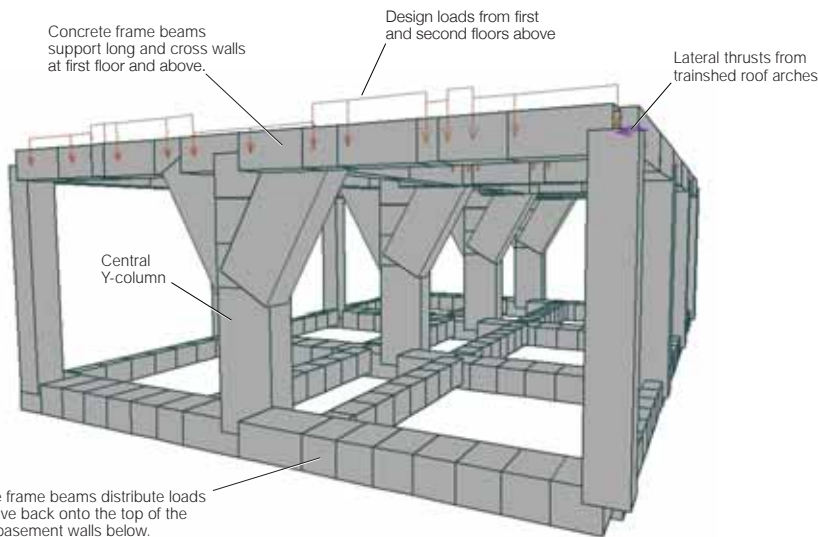 Concrete frame beams
support long and cross walls
at first floor and above.
Design loads from first
and second floors above
Lateral thrusts from
trainshed roof arches
Central
Y-column
frame beams distribute loads
back onto the top of the
basement walls below.